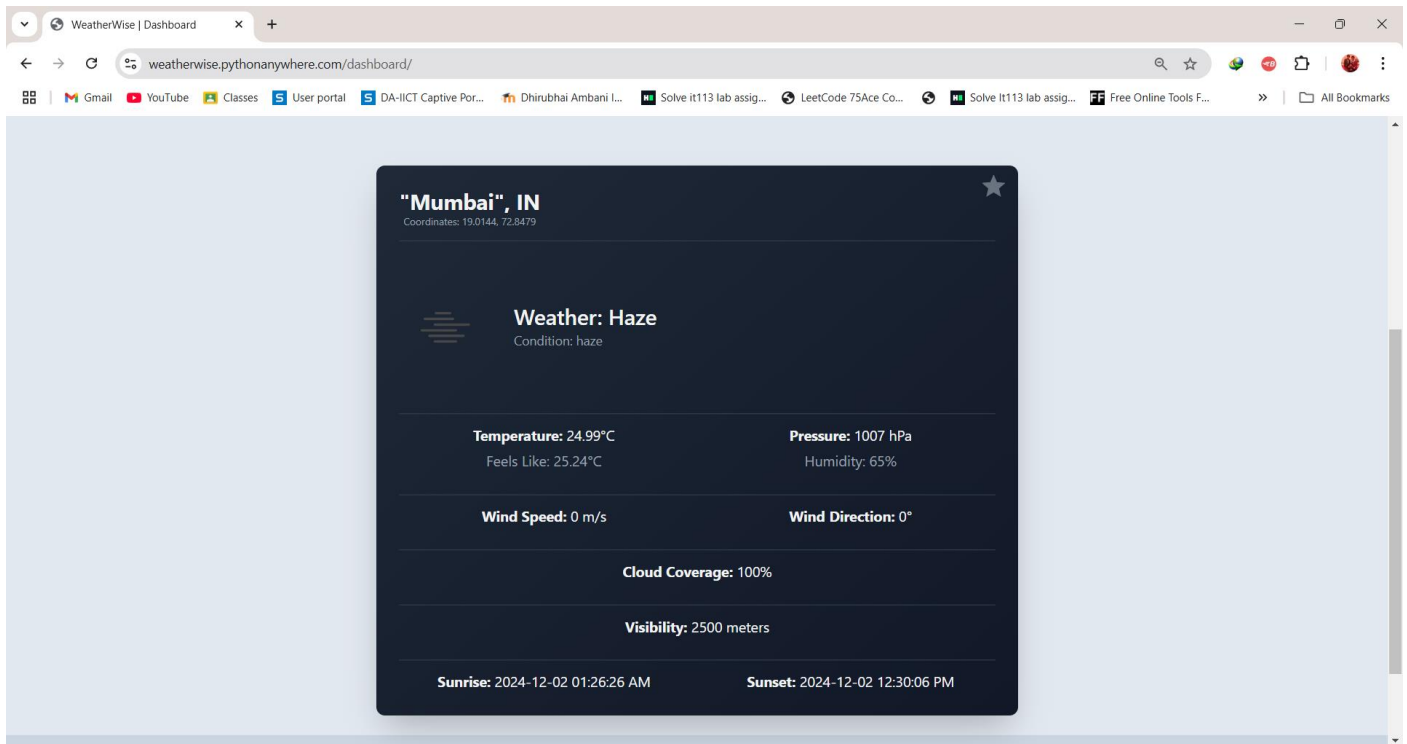 WeatherWise | Dashboard
weatherwise.pythonanywhere.com/dashboard/
Gmail YouTube Classes User portal DA-IICT Captive Por... Dhirubhai Ambani I... Solve it113 lab assig... LeetCode 75Ace Co... Solve It113 lab assig... Free Online Tools F... All Bookmarks
"Mumbai", IN
Coordinates: 19.0144, 72.8479
Weather: Haze
Condition: haze
Temperature: 24.99°C Pressure: 1007 hPa
Feels Like: 25.24°C Humidity: 65%
Wind Speed: 0 m/s Wind Direction: 0°
Cloud Coverage: 100%
Visibility: 2500 meters
Sunrise: 2024-12-02 01:26:26 AM Sunset: 2024-12-02 12:30:06 PM